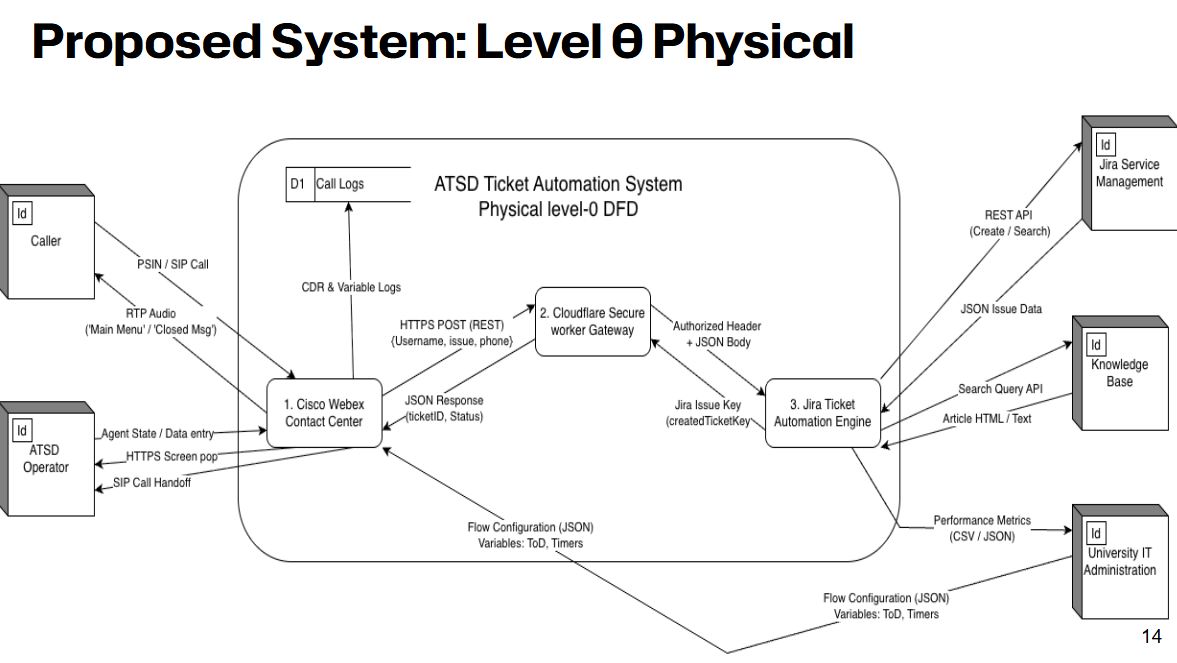 Proposed System: Level 0 Physical
D1 Call Logs
ATSD Ticket Automation System
Physical level-0 DFD
Id
Caller
PSIN / SIP Call
RTP Audio
('Main Menu' / 'Closed Msg')
CDR & Variable Logs
HTTPS POST (REST)
{Username, issue, phone}
2. Cloudflare Secure
worker Gateway
Authorized Header
+ JSON Body
REST API
(Create / Search)
Id
Jira Service
Management
JSON Issue Data
Id
Knowledge
Base
Search Query API
Article HTML / Text
1. Cisco Webex
Contact Center
JSON Response
(ticketID, Status)
Jira Issue Key
(createdTicketKey
3. Jira Ticket
Automation Engine
Id
ATSD
Operator
Agent State / Data entry
HTTPS Screen pop
SIP Call Handoff
Flow Configuration (JSON)
Variables: ToD, Timers
Performance Metrics
(CSV / JSON)
Id
University IT
Administration
Flow Configuration (JSON)
Variables: ToD, Timers
14